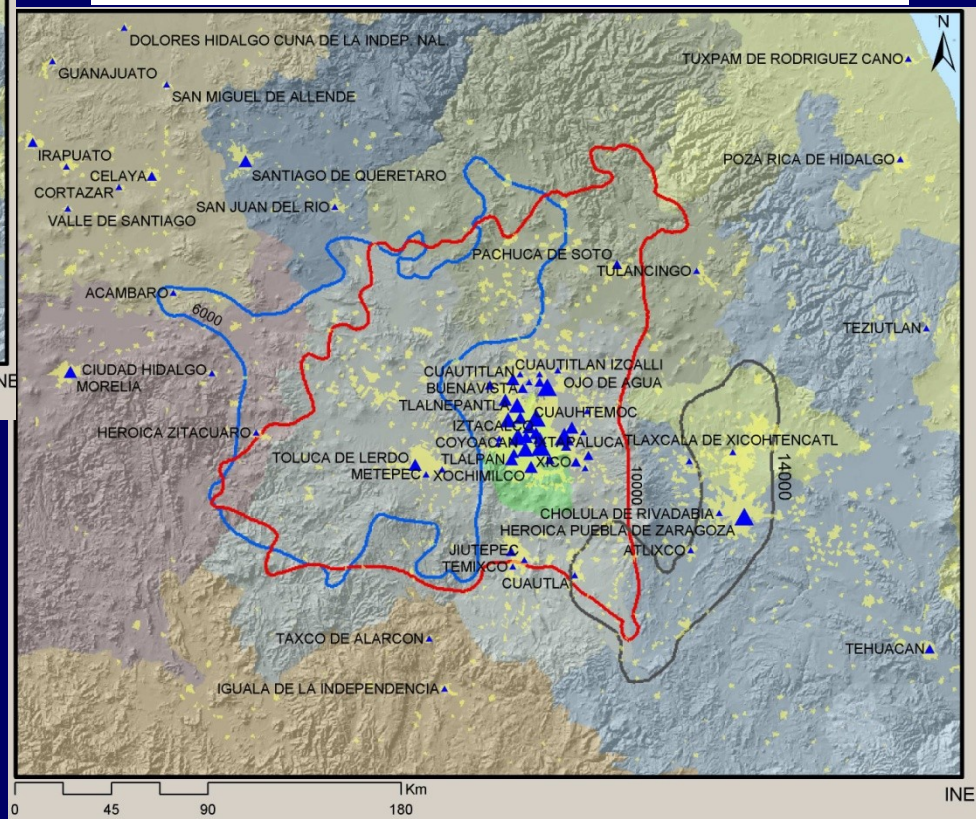 N
DOLORES HIDALGO CUNA DE LA INDEP. NAL.
TUXPAM DE RODRIGUEZ CANO
GUANAJUATO
SAN MIGUEL DE ALLENDE
IRAPUATO
POZA RICA DE HIDALGO
CELAYA
SANTIAGO DE QUERETARO
CORTAZAR
SAN JUAN DEL RIO
VALLE DE SANTIAGO
PACHUCA DE SOTO
TULANCINGO
ACAMBARO
6000
TEZIUTLAN
CUAUTITLAN
CUAUTITLAN IZCALLI
CIUDAD HIDALGO
MORELIA
BUENAVISTA
OJO DE AGUA
TLALNEPANTL
CUAUHTEMOC
IZTACALCO
HEROICA ZITACUARO
COYOACAN
IXTAPALUCA
TLAXCALA DE XICOHTENCATL
TOLUCA DE LERDO
TLALPAN
XICO
METEPEC
XOCHIMILCO
10000
14000
CHOLULA DE RIVADABIA
HEROICA PUEBLA DE ZARAGOZA
JIUTEPEC
ATLIXCO
TEMIXCO
CUAUTLA
TAXCO DE ALARCON
TEHUACAN
IGUALA DE LA INDEPENDENCIA
Km
0 45 90 180
INE